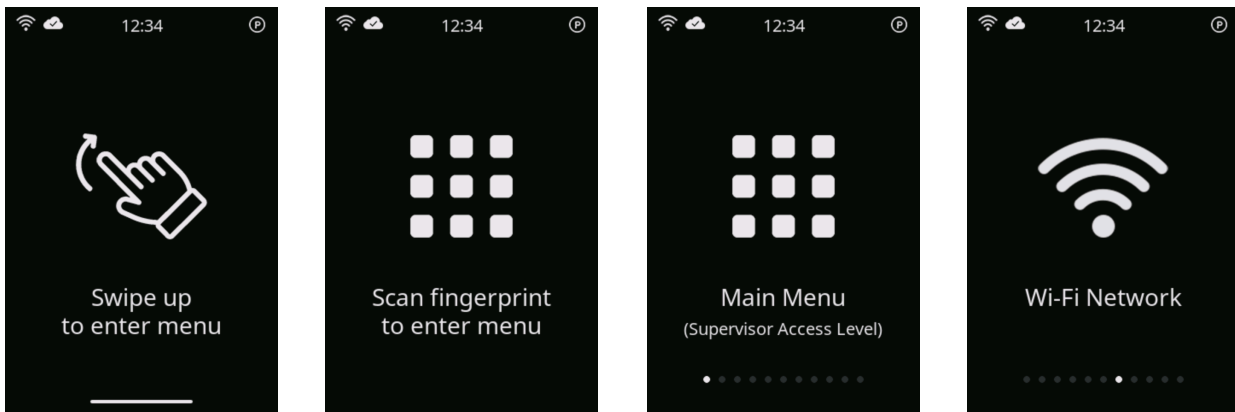 12:34
P
Swipe up
to enter menu
12:34
P
Scan fingerprint
to enter menu
12:34
P
Main Menu
(Supervisor Access Level)
12:34
P
Wi-Fi Network